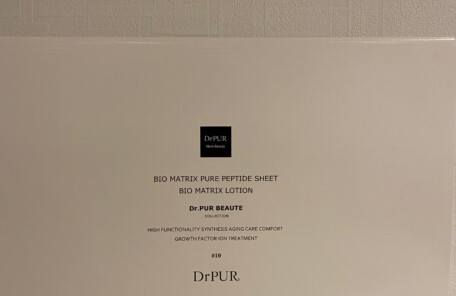 DrPUR
BIO MATRIX PURE PEPTIDE SHEET
BIO MATRIX LOTION
Dr.PUR BEAUTE
COLLECTION
HIGH FUNCTIONALITY SYNTHESIS AGING CARE COMFORT
GROWTH FACTOR ION TREATMENT
#10
DrPUR